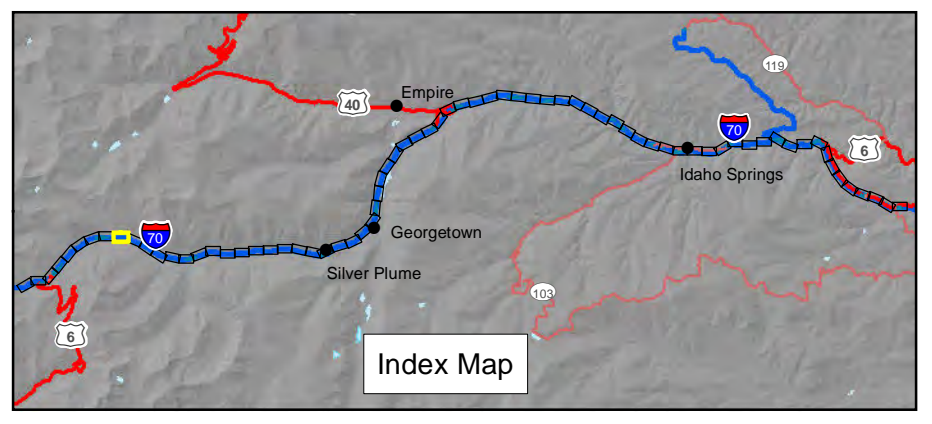 119
Empire
40
70
6
Idaho Springs
Georgetown
70
Silver Plume
103
6
Index Map